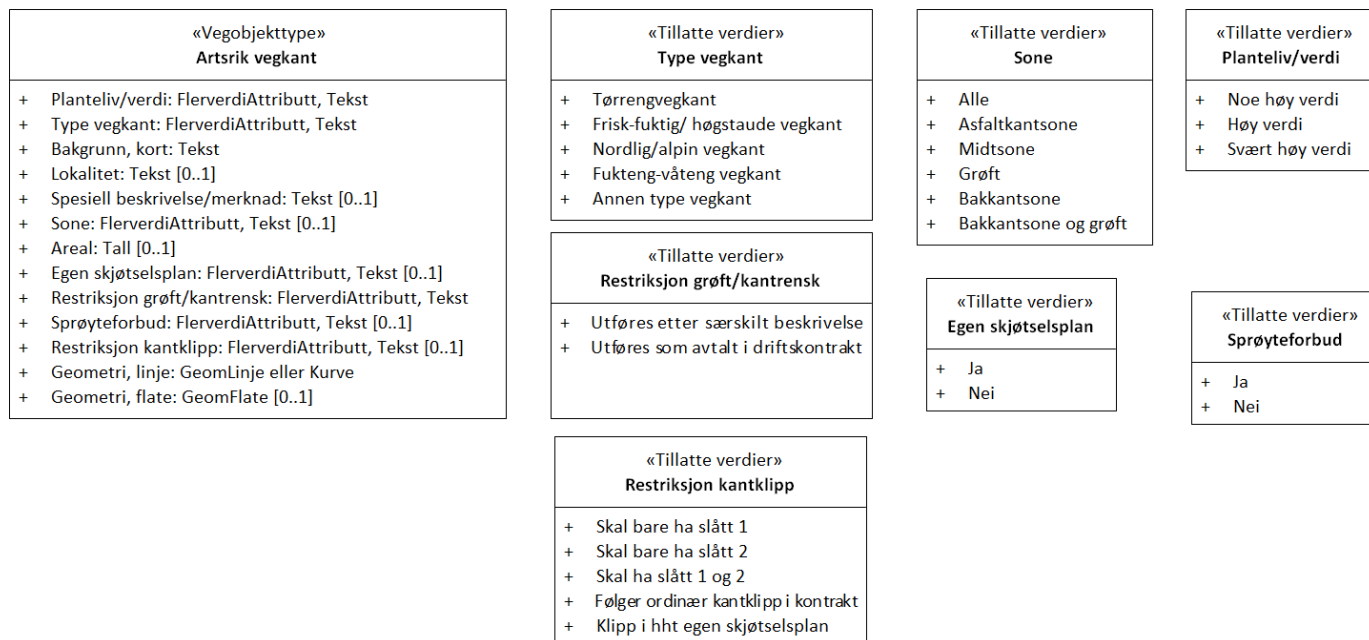 «Vegobjekttype»
Artsrik vegkant
+ Planteliv/verdi: FlerverdiAttributt, Tekst
+ Type vegkant: FlerverdiAttributt, Tekst
+ Bakgrunn, kort: Tekst
+ Lokalitet: Tekst [0..1]
+ Spesiell beskrivelse/merknad: Tekst [0..1]
+ Sone: FlerverdiAttributt, Tekst [0..1]
+ Areal: Tall [0..1]
+ Egen skjøtselsplan: FlerverdiAttributt, Tekst [0..1]
+ Restriksjon grøft/kantrensk: FlerverdiAttributt, Tekst
+ Sprøyteforbud: FlerverdiAttributt, Tekst [0..1]
+ Restriksjon kantklipp: FlerverdiAttributt, Tekst [0..1]
+ Geometri, linje: GeomLinje eller Kurve
+ Geometri, flate: GeomFlate [0..1]
«Tillatte verdier»
Type vegkant
+ Tørrengvegkant
+ Frisk-fuktig/ høgstaude vegkant
+ Nordlig/alpin vegkant
+ Fukteng-våteng vegkant
+ Annen type vegkant
«Tillatte verdier»
Restriksjon grøft/kantrensk
+ Utføres etter særskilt beskrivelse
+ Utføres som avtalt i driftskontrakt
«Tillatte verdier»
Restriksjon kantklipp
+ Skal bare ha slått 1
+ Skal bare ha slått 2
+ Skal ha slått 1 og 2
+ Følger ordinær kantklipp i kontrakt
+ Klipp i hht egen skjøtselsplan
«Tillatte verdier»
Sone
+ Alle
+ Asfaltkantsone
+ Midtsone
+ Grøft
+ Bakkantsone
+ Bakkantsone og grøft
«Tillatte verdier»
Egen skjøtselsplan
+ Ja
+ Nei
«Tillatte verdier»
Planteliv/verdi
+ Noe høy verdi
+ Høy verdi
+ Svært høy verdi
«Tillatte verdier»
Sprøyteforbud
+ Ja
+ Nei